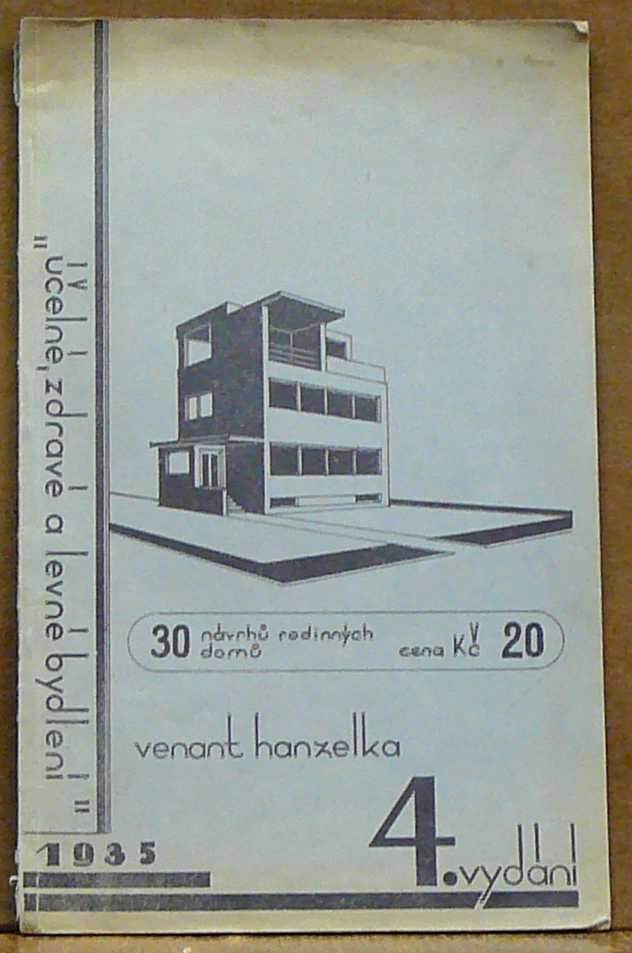 „účelné, zdravé a levné bydlení"
30 návrhů rodinných domů
cena Kč 20
venant hanzelka
4. vydání
1935